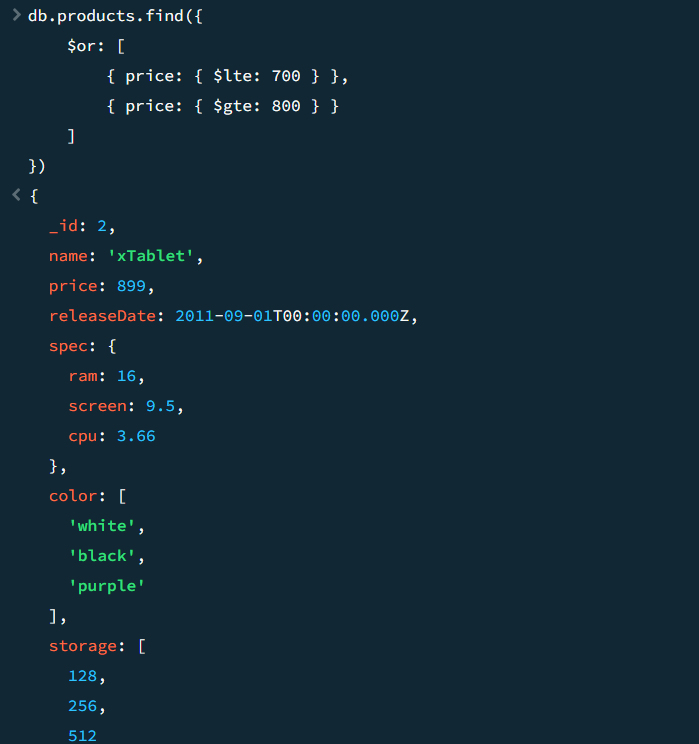 > db.products.find({
$or: [
{ price: { $lte: 700 } },
{ price: { $gte: 800 } }
]
})
< {
_id: 2,
name: 'xTablet',
price: 899,
releaseDate: 2011-09-01T00:00:00.000Z,
spec: {
ram: 16,
screen: 9.5,
cpu: 3.66
},
color: [
'white',
'black',
'purple'
],
storage: [
128,
256,
512